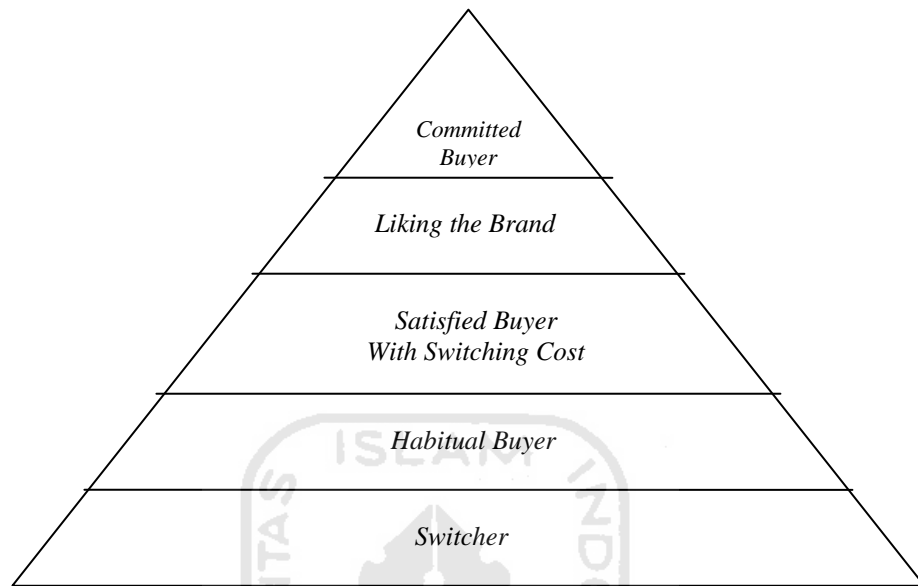 Committed
Buyer
Liking the Brand
Satisfied Buyer
With Switching Cost
Habitual Buyer
Switcher
ISLAM